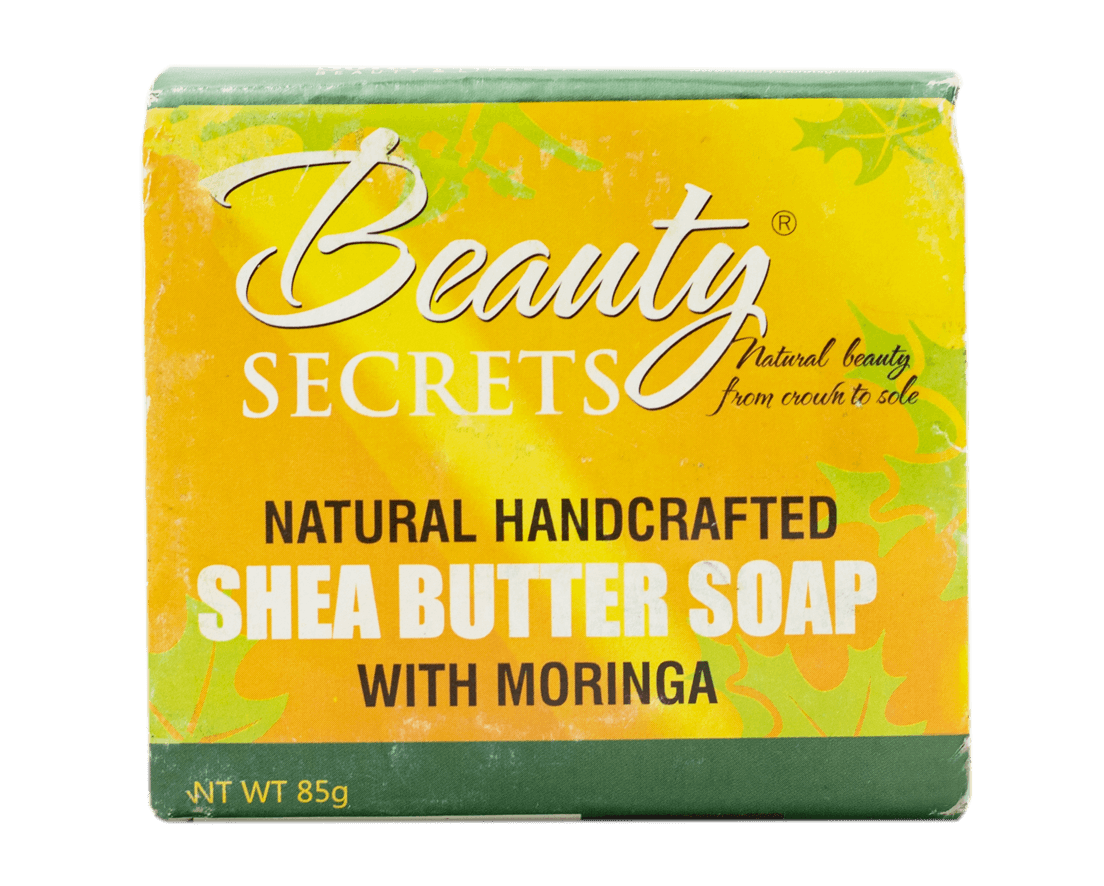 Beauty®
SECRETS
Natural beauty
from crown to sole
NATURAL HANDCRAFTED
SHEA BUTTER SOAP
WITH MORINGA
NT WT 85g